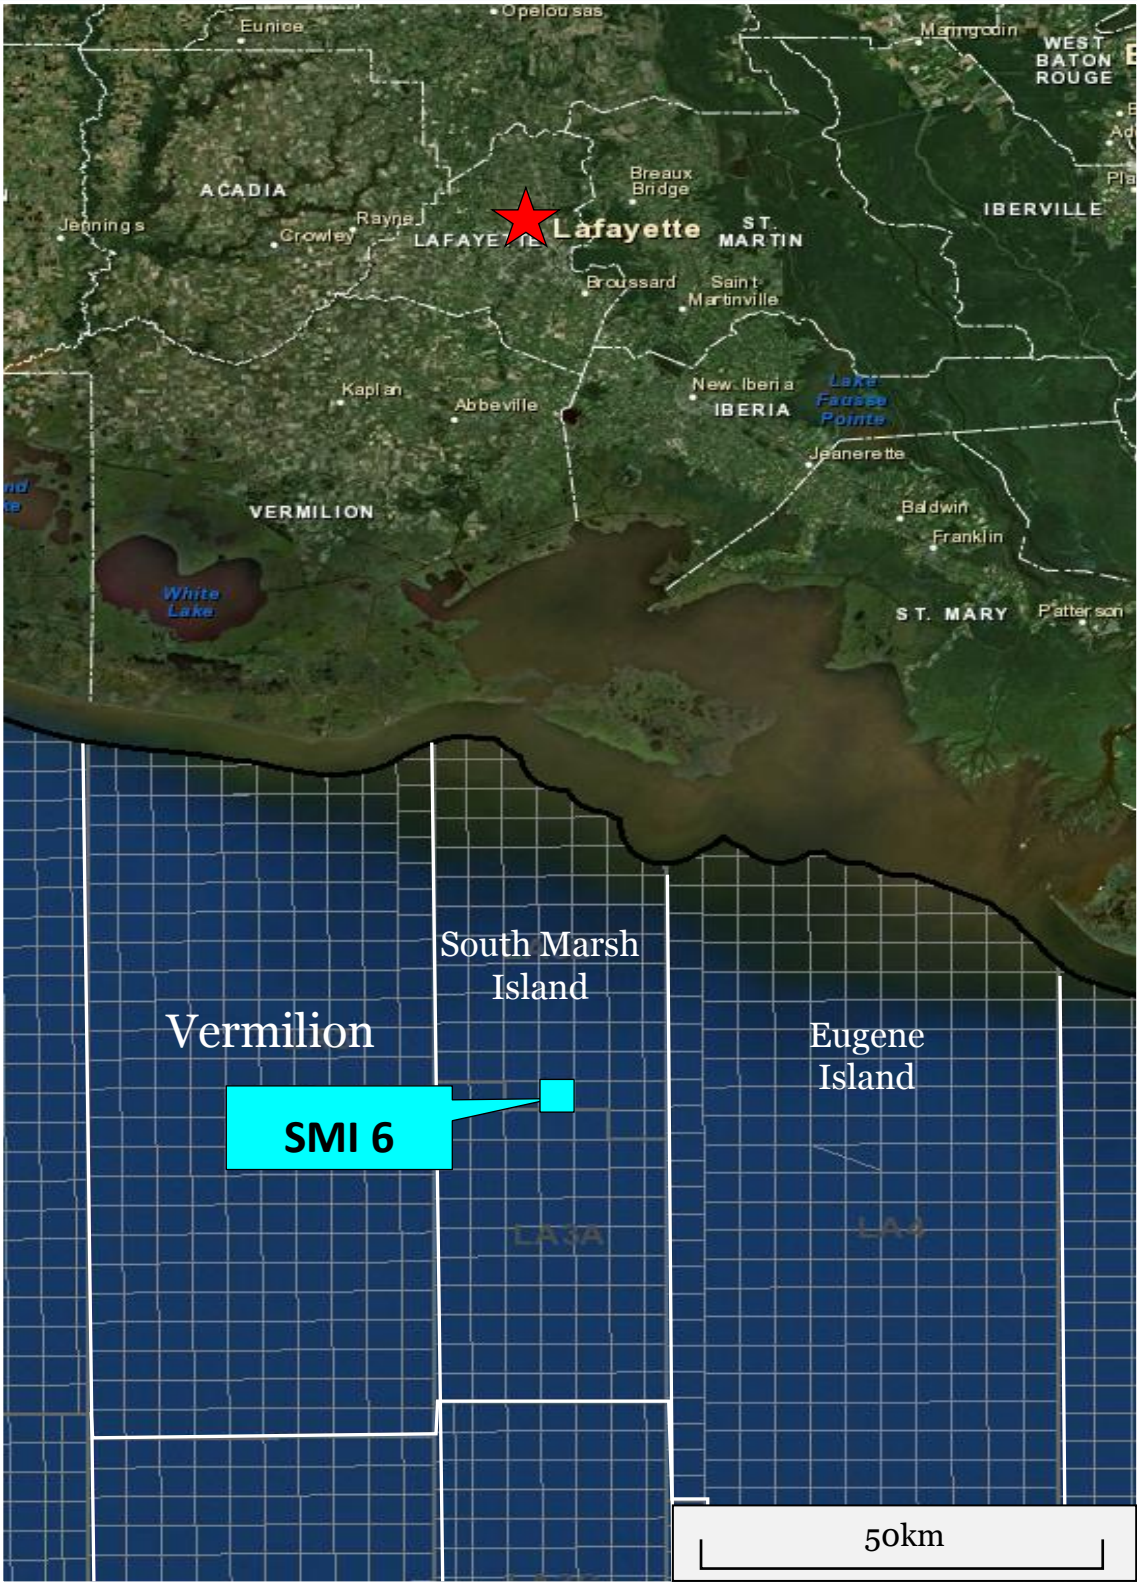 Opelousas
Eunice
Maringouin
WEST
BATON
ROUGE
Breaux
Bridge
ACADIA
IBERVILLE
Jennings
Rayne
Crowley
LAFAYETTE
Lafayette
ST.
MARTIN
Broussard
Saint
Martinville
Kaplan
Abbeville
New Iberia
IBERIA
Lake
Fausse
Pointe
Jeanerette
VERMILION
Baldwin
Franklin
White
Lake
ST. MARY
Patterson
South Marsh
Island
Vermilion
Eugene
Island
SMI 6
LA3A
LA4
50km